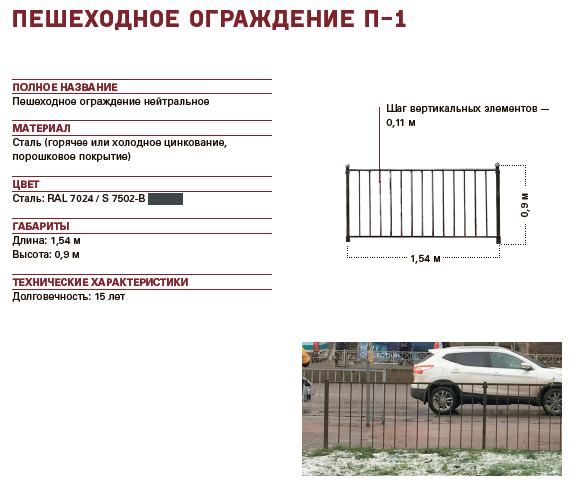 ПЕШЕХОДНОЕ ОГРАЖДЕНИЕ П-1
ПОЛНОЕ НАЗВАНИЕ
Пешеходное ограждение нейтральное
МАТЕРИАЛ
Сталь (горячее или холодное цинкование,
порошковое покрытие)
ЦВЕТ
Сталь: RAL 7024 / S 7502-B
ГАБАРИТЫ
Длина: 1,54 м
Высота: 0,9 м
ТЕХНИЧЕСКИЕ ХАРАКТЕРИСТИКИ
Долговечность: 15 лет
Шаг вертикальных элементов —
0,11 м
0,9 м
1,54 м